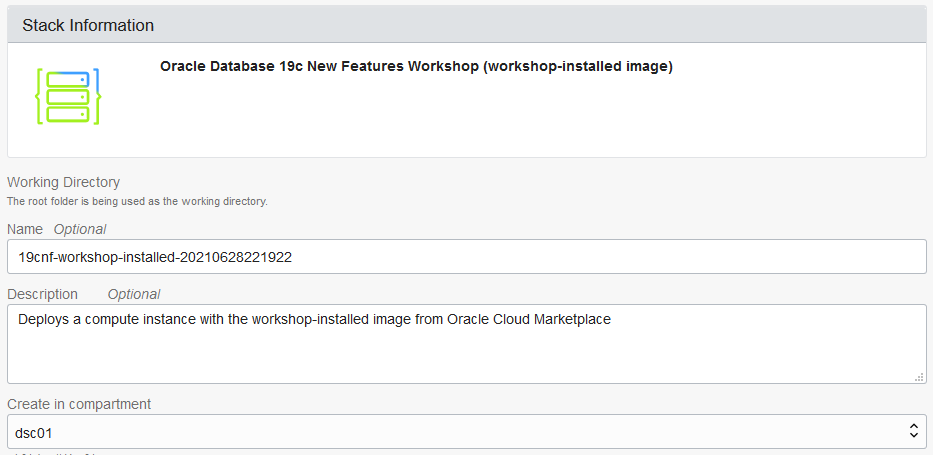 Stack Information
Oracle Database 19c New Features Workshop (workshop-installed image)
Working Directory
The root folder is being used as the working directory.
Name Optional
19cnf-workshop-installed-20210628221922
Description Optional
Deploys a compute instance with the workshop-installed image from Oracle Cloud Marketplace
Create in compartment
dsc01